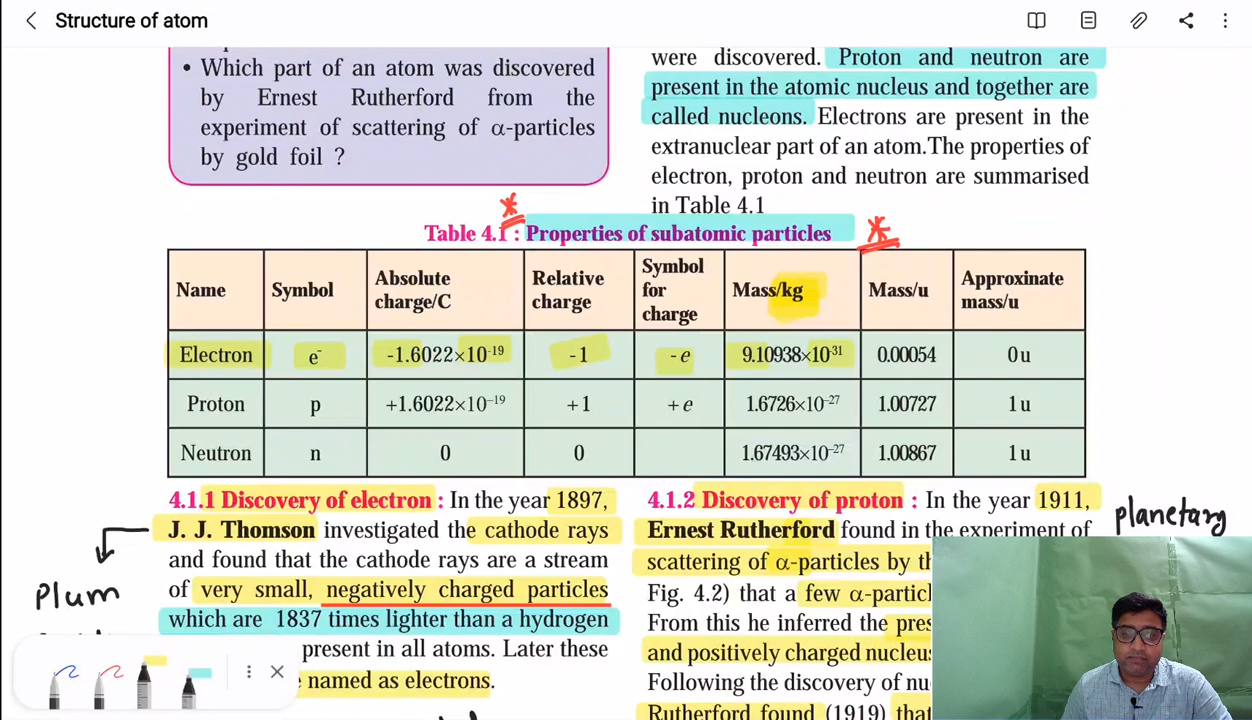 Structure of atom
• Which part of an atom was discovered
by Ernest Rutherford from the
experiment of scattering of α-particles
by gold foil ?
were discovered. Proton and neutron are
present in the atomic nucleus and together are
called nucleons. Electrons are present in the
extranuclear part of an atom.The properties of
electron, proton and neutron are summarised
in Table 4.1
Table 4.1 : Properties of subatomic particles
Name Symbol Absolute charge/C Relative charge Symbol for charge Mass/kg Mass/u Approximate mass/u
Electron e⁻ -1.6022×10⁻¹⁹ -1 -e 9.10938×10⁻³¹ 0.00054 0 u
Proton p +1.6022×10⁻¹⁹ +1 +e 1.6726×10⁻²⁷ 1.00727 1 u
Neutron n 0 0 1.67493×10⁻²⁷ 1.00867 1 u
4.1.1 Discovery of electron : In the year 1897,
J. J. Thomson investigated the cathode rays
and found that the cathode rays are a stream
of very small, negatively charged particles
which are 1837 times lighter than a hydrogen
present in all atoms. Later these
named as electrons.
Plum
4.1.2 Discovery of proton : In the year 1911,
Ernest Rutherford found in the experiment of
scattering of α-particles by
Fig. 4.2) that a few
From this he inferred the
and positively charged
Following the discovery of
Rutherford found (1919) that
planetary